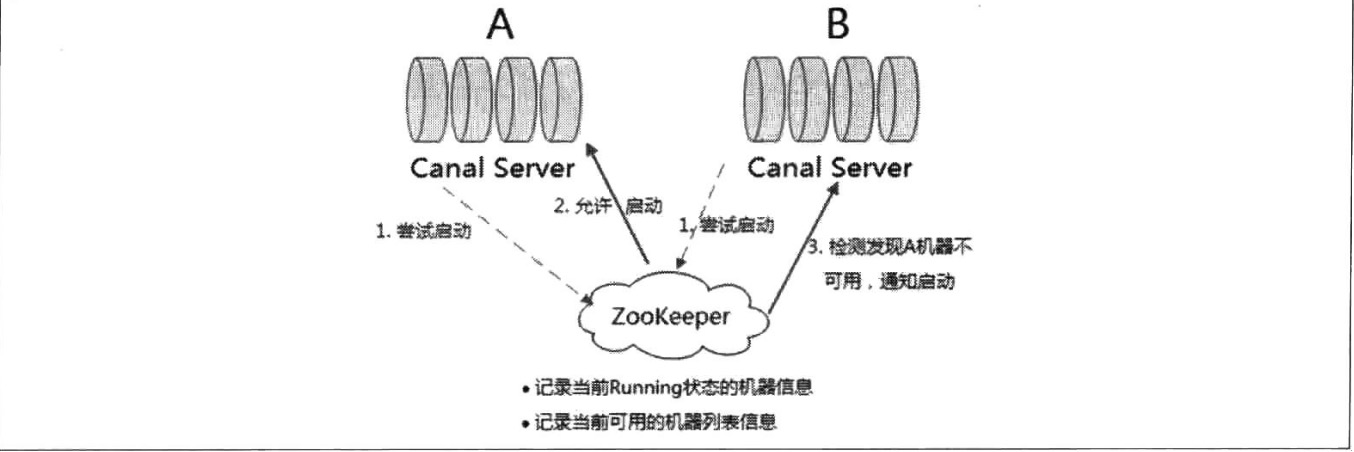 A
B
Canal Server
Canal Server
2. 允许 启动
1. 尝试启动
1, 尝试启动
3. 检测发现A机器不
可用，通知启动
ZooKeeper
• 记录当前Running状态的机器信息
• 记录当前可用的机器列表信息